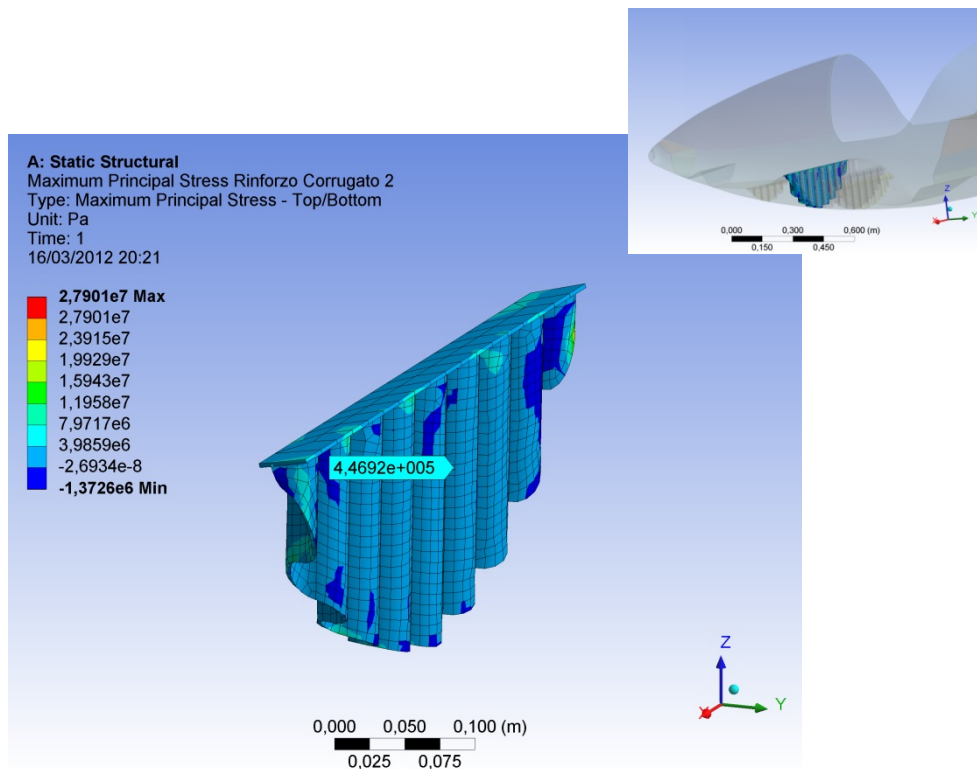 A: Static Structural
Maximum Principal Stress Rinforzo Corrugato 2
Type: Maximum Principal Stress - Top/Bottom
Unit: Pa
Time: 1
16/03/2012 20:21
2,7901e7 Max
2,7901e7
2,3915e7
1,9929e7
1,5943e7
1,1958e7
7,9717e6
3,9859e6
-2,6934e-8
-1,3726e6 Min
4,4692e+005
0,000 0,050 0,100 (m)
0,025 0,075
Z
Y
X
0,000 0,300 0,600 (m)
0,150 0,450
Z
Y
X